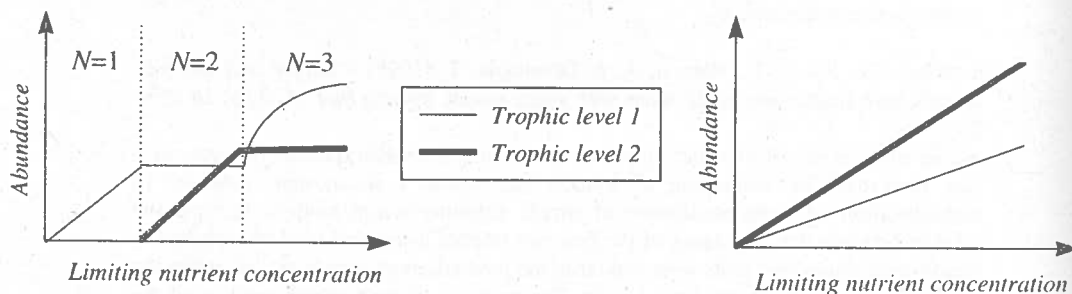 N=1 N=2 N=3
Abundance
Limiting nutrient concentration
Trophic level 1
Trophic level 2
Abundance
Limiting nutrient concentration